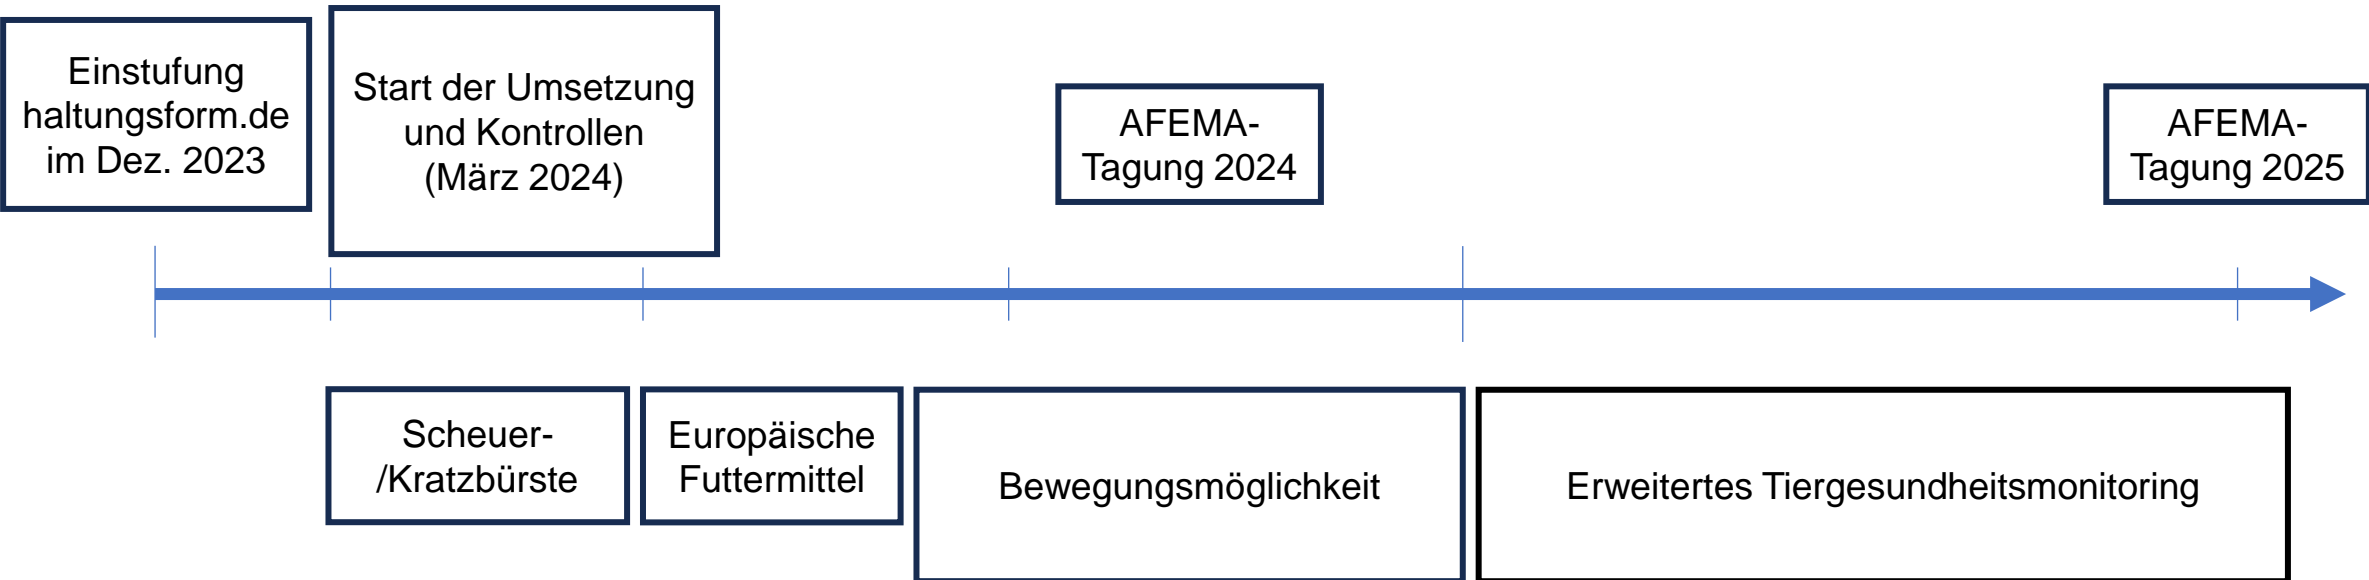 Einstufung
haltungsform.de
im Dez. 2023
Start der Umsetzung
und Kontrollen
(März 2024)
AFEMA-
Tagung 2024
AFEMA-
Tagung 2025
Scheuer-
/Kratzbürste
Europäische
Futtermittel
Bewegungsmöglichkeit
Erweitertes Tiergesundheitsmonitoring